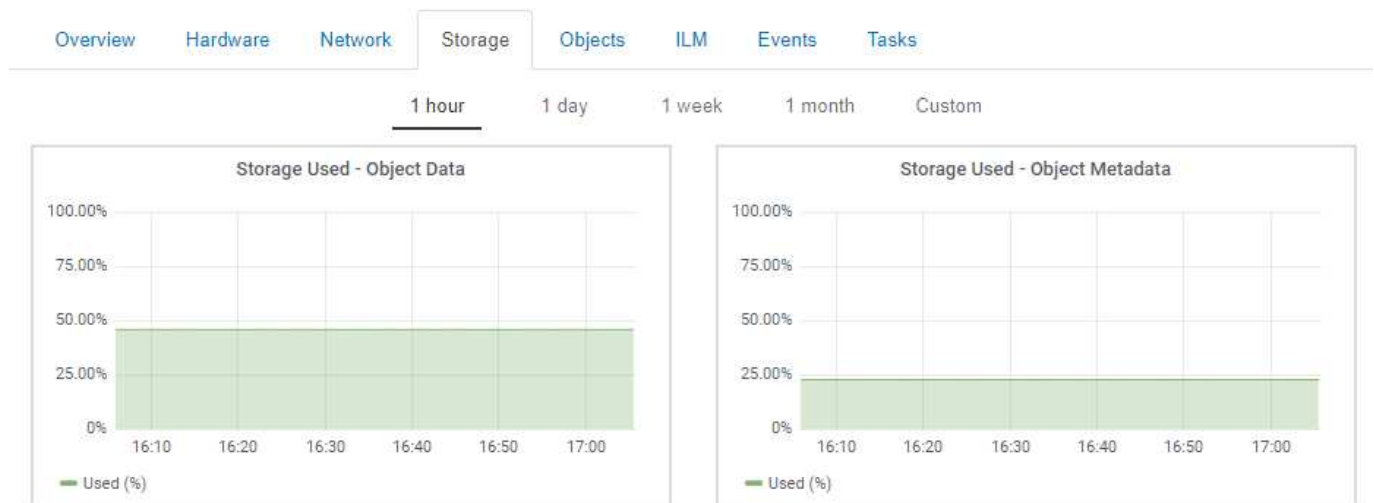 Overview Hardware Network Storage Objects ILM Events Tasks
1 hour 1 day 1 week 1 month Custom
Storage Used - Object Data
100.00%
75.00%
50.00%
25.00%
0%
16:10 16:20 16:30 16:40 16:50 17:00
Used (%)
Storage Used - Object Metadata
100.00%
75.00%
50.00%
25.00%
0%
16:10 16:20 16:30 16:40 16:50 17:00
Used (%)